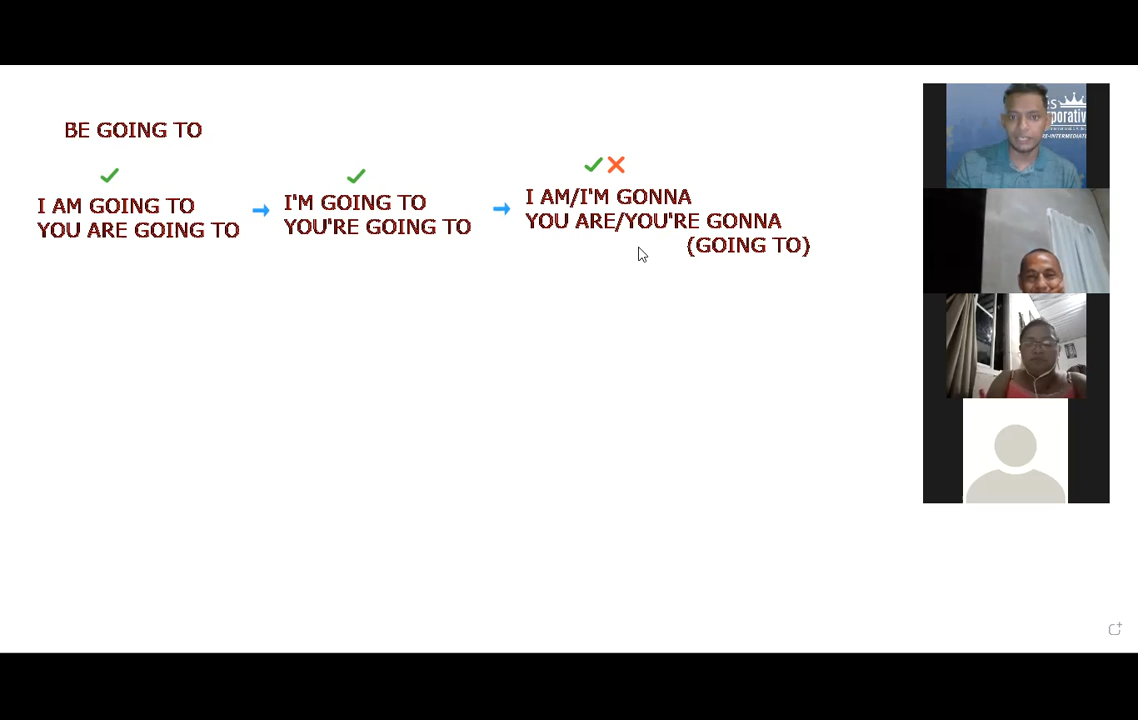 BE GOING TO
I AM GOING TO
YOU ARE GOING TO
I'M GOING TO
YOU'RE GOING TO
I AM/I'M GONNA
YOU ARE/YOU'RE GONNA
(GOING TO)